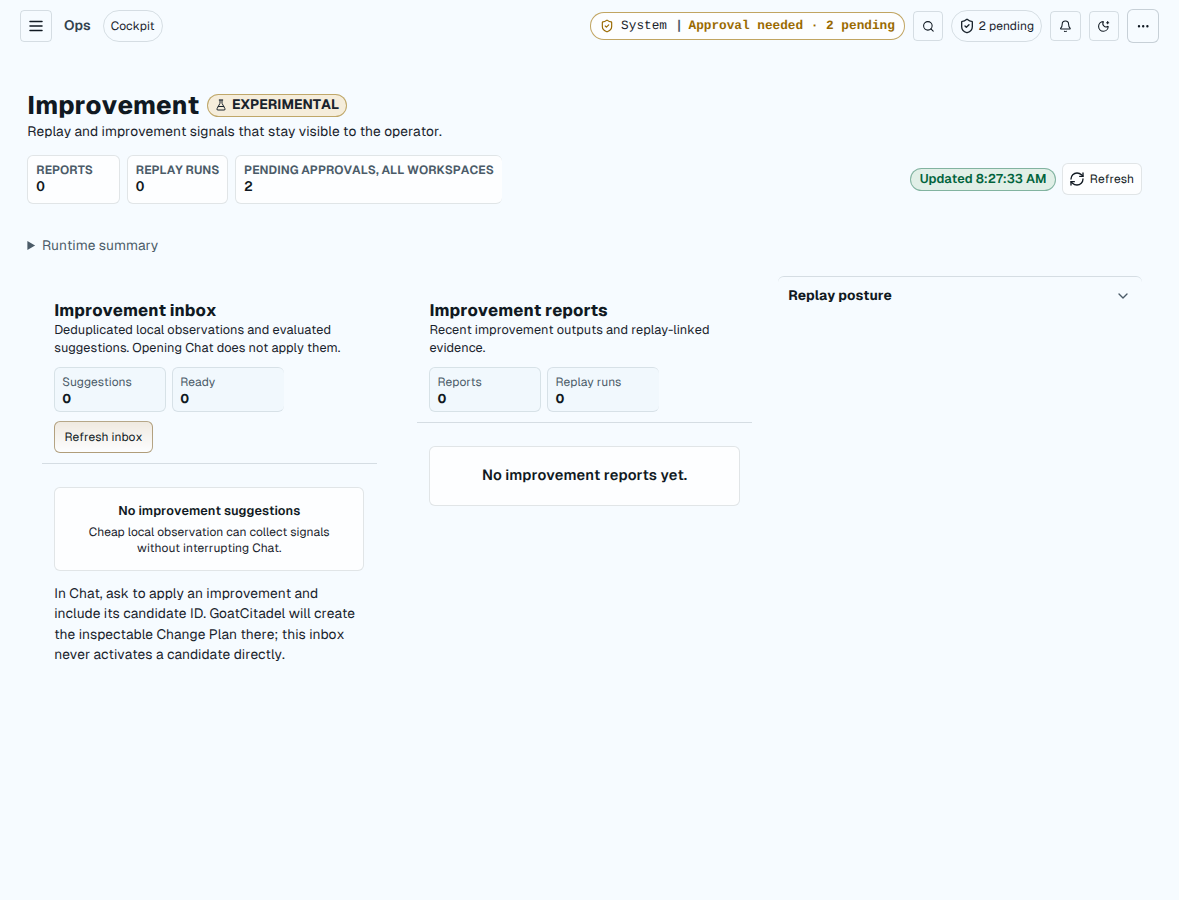 Ops
Cockpit
System | Approval needed · 2 pending
2 pending
Improvement
EXPERIMENTAL
Replay and improvement signals that stay visible to the operator.
REPORTS
0
REPLAY RUNS
0
PENDING APPROVALS, ALL WORKSPACES
2
Updated 8:27:33 AM
Refresh
Runtime summary
Improvement inbox
Deduplicated local observations and evaluated
suggestions. Opening Chat does not apply them.
Suggestions
0
Ready
0
Refresh inbox
No improvement suggestions
Cheap local observation can collect signals
without interrupting Chat.
In Chat, ask to apply an improvement and
include its candidate ID. GoatCitadel will create
the inspectable Change Plan there; this inbox
never activates a candidate directly.
Improvement reports
Recent improvement outputs and replay-linked
evidence.
Reports
0
Replay runs
0
No improvement reports yet.
Replay posture